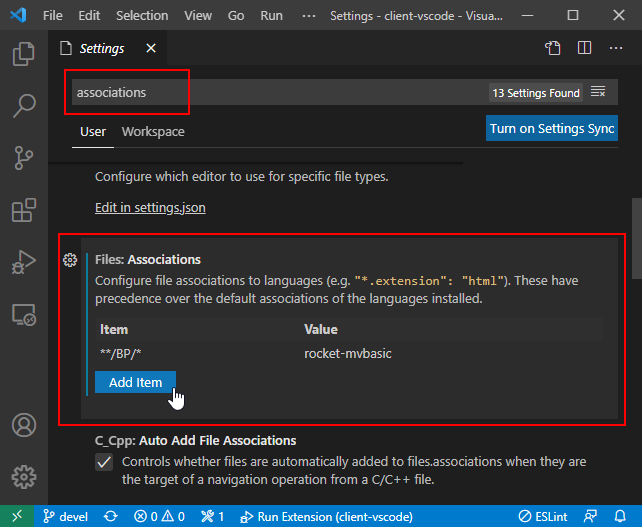 File Edit Selection View Go Run ··· Settings - client-vscode - Visua...
Settings
associations
13 Settings Found
User Workspace
Turn on Settings Sync
Configure which editor to use for specific file types.
Edit in settings.json
Files: Associations
Configure file associations to languages (e.g. "*.extension": "html"). These have
precedence over the default associations of the languages installed.
Item Value
**/BP/* rocket-mvbasic
Add Item
C_Cpp: Auto Add File Associations
Controls whether files are automatically added to files.associations when they are
the target of a navigation operation from a C/C++ file.
devel 0 0 1 Run Extension (client-vscode) ESLint